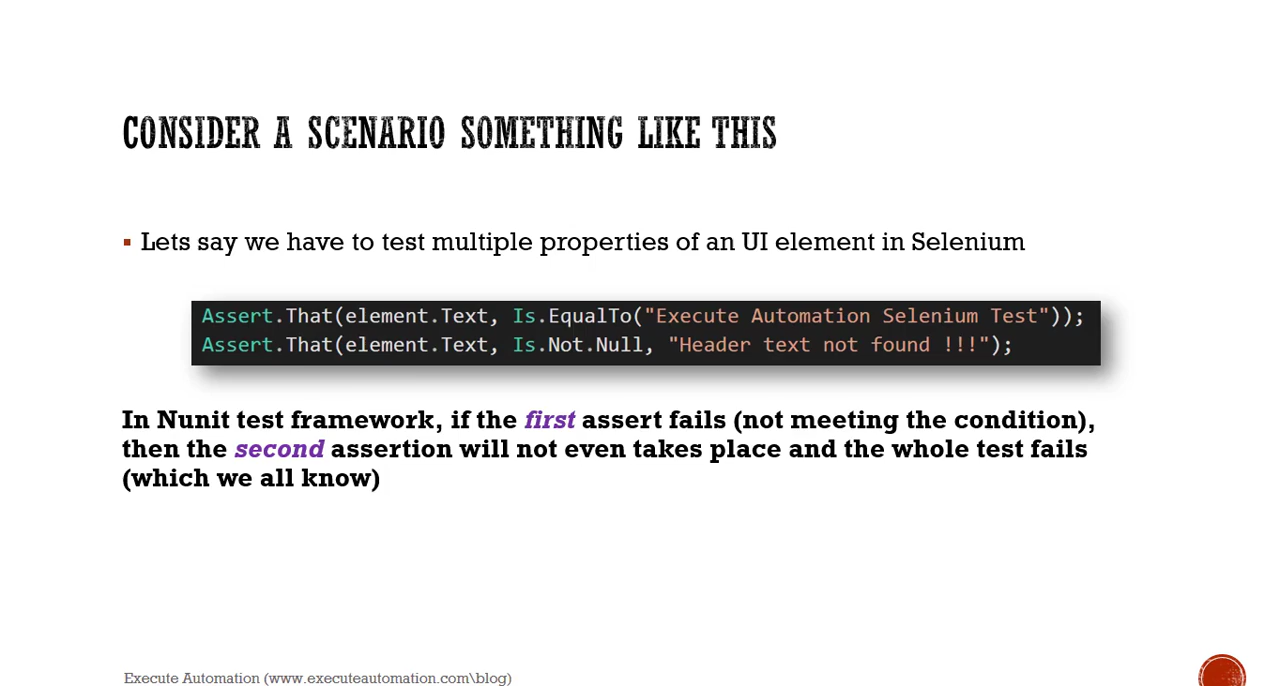 CONSIDER A SCENARIO SOMETHING LIKE THIS
▪ Lets say we have to test multiple properties of an UI element in Selenium
Assert.That(element.Text, Is.EqualTo("Execute Automation Selenium Test"));
Assert.That(element.Text, Is.Not.Null, "Header text not found !!!");
In Nunit test framework, if the first assert fails (not meeting the condition),
then the second assertion will not even takes place and the whole test fails
(which we all know)
Execute Automation (www.executeautomation.com\blog)